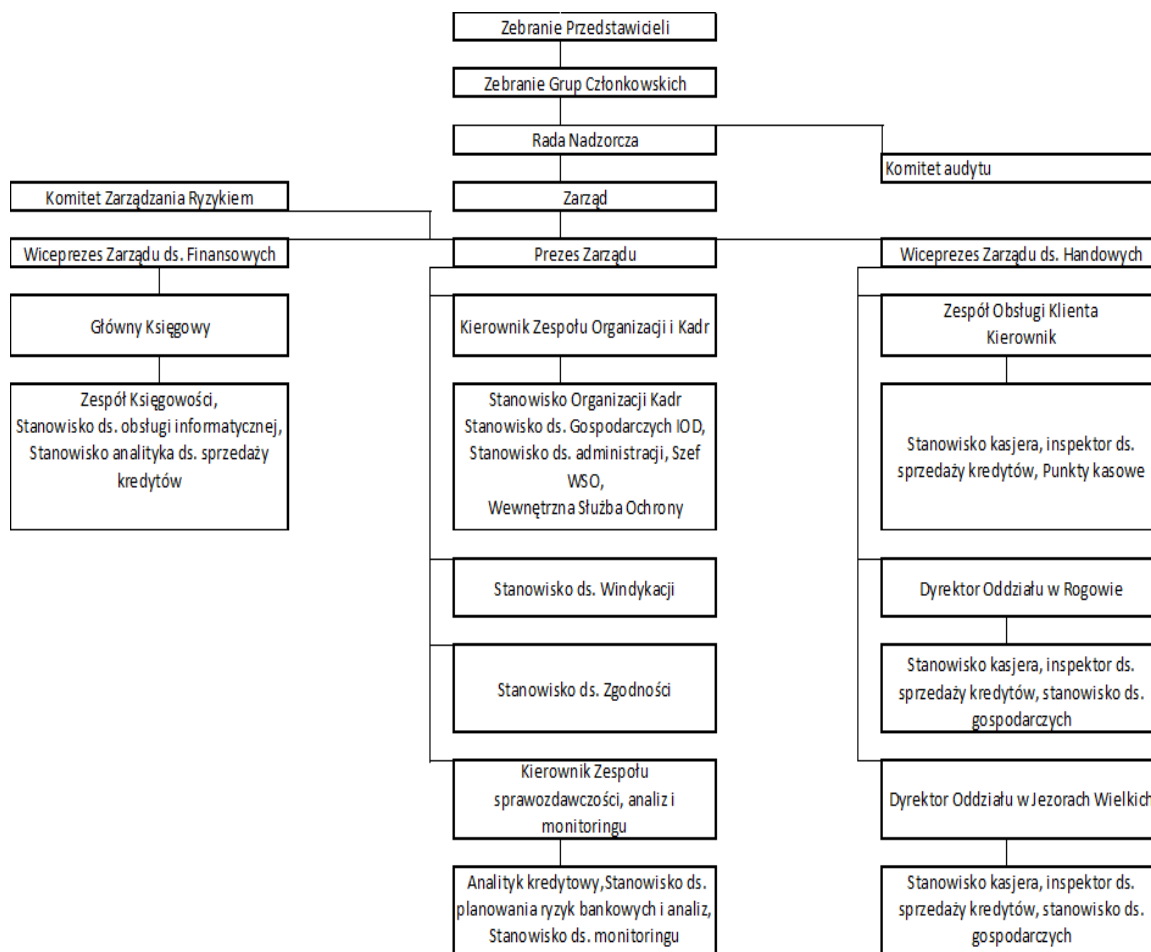 Zebranie Przedstawicieli
Zebranie Grup Członkowskich
Rada Nadzorcza
Komitet audytu
Komitet Zarządzania Ryzykiem
Zarząd
Wiceprezes Zarządu ds. Finansowych
Prezes Zarządu
Wiceprezes Zarządu ds. Handowych
Główny Księgowy
Kierownik Zespołu Organizacji i Kadr
Zespół Obsługi Klienta
Kierownik
Zespół Księgowości,
Stanowisko ds. obsługi informatycznej,
Stanowisko analityka ds. sprzedaży
kredytów
Stanowisko Organizacji Kadr
Stanowisko ds. Gospodarczych IOD,
Stanowisko ds. administracji, Szef
WSO,
Wewnętrzna Służba Ochrony
Stanowisko kasjera, inspektor ds.
sprzedaży kredytów, Punkty kasowe
Stanowisko ds. Windykacji
Dyrektor Oddziału w Rogowie
Stanowisko ds. Zgodności
Stanowisko kasjera, inspektor ds.
sprzedaży kredytów, stanowisko ds.
gospodarczych
Kierownik Zespołu
sprawozdawczości, analiz i
monitoringu
Dyrektor Oddziału w Jezorach Wielkich
Analityk kredytowy,Stanowisko ds.
planowania ryzyk bankowych i analiz,
Stanowisko ds. monitoringu
Stanowisko kasjera, inspektor ds.
sprzedaży kredytów, stanowisko ds.
gospodarczych